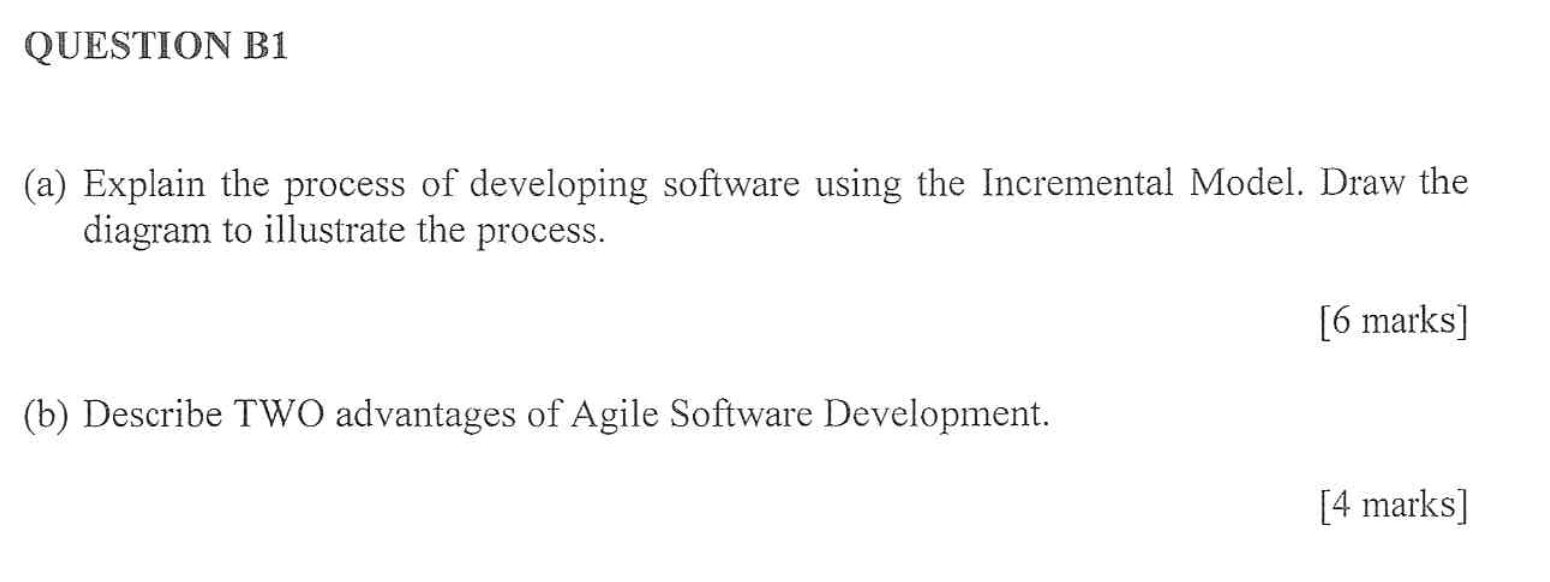 QUESTION B1
(a) Explain the process of developing software using the Incremental Model. Draw the
diagram to illustrate the process.
[6 marks]
(b) Describe TWO advantages of Agile Software Development.
[4 marks]